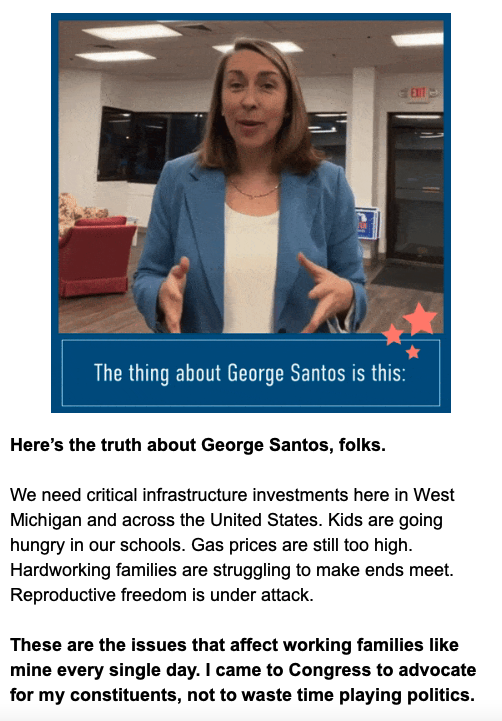 EXIT
The thing about George Santos is this:
Here’s the truth about George Santos, folks.
We need critical infrastructure investments here in West
Michigan and across the United States. Kids are going
hungry in our schools. Gas prices are still too high.
Hardworking families are struggling to make ends meet.
Reproductive freedom is under attack.
These are the issues that affect working families like
mine every single day. I came to Congress to advocate
for my constituents, not to waste time playing politics.